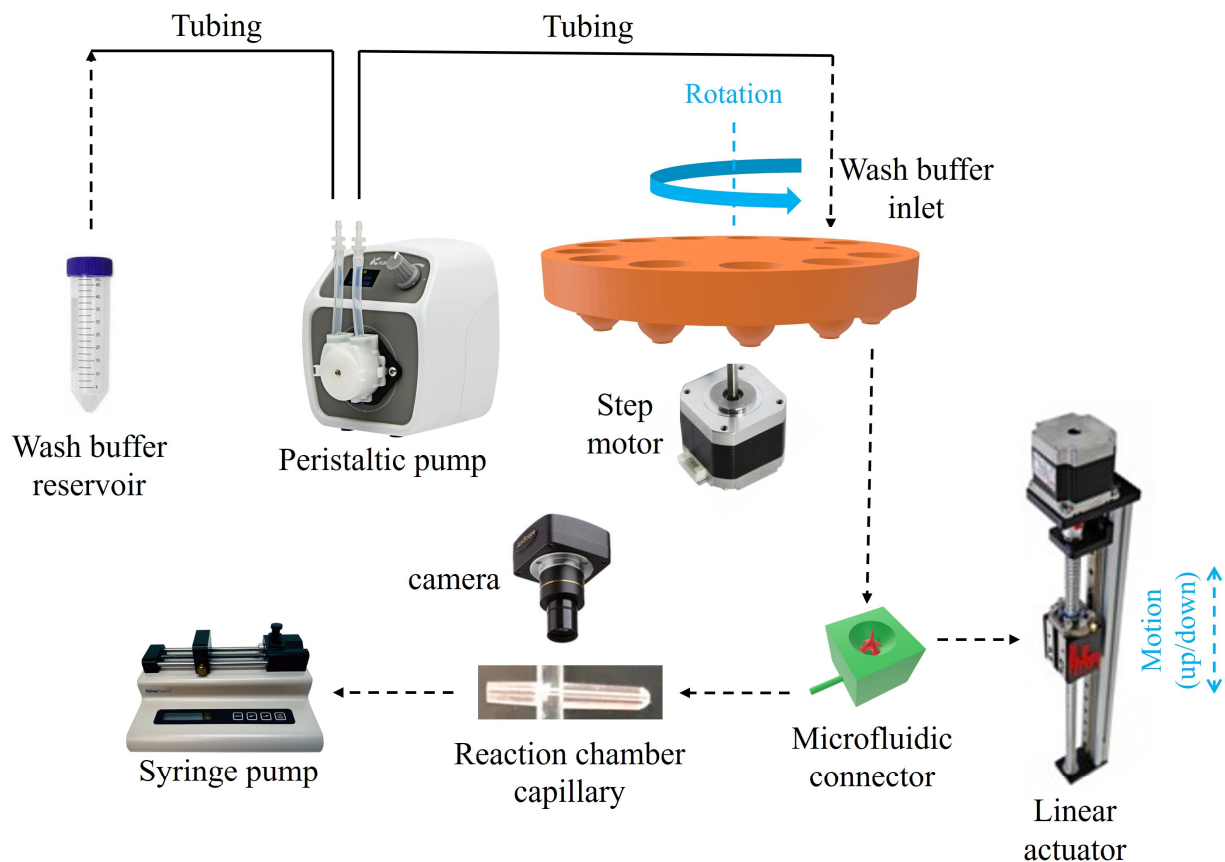 Tubing
Tubing
Rotation
Wash buffer
inlet
Wash buffer
reservoir
Peristaltic pump
Step
motor
camera
Motion
(up/down)
Syringe pump
Reaction chamber
capillary
Microfluidic
connector
Linear
actuator